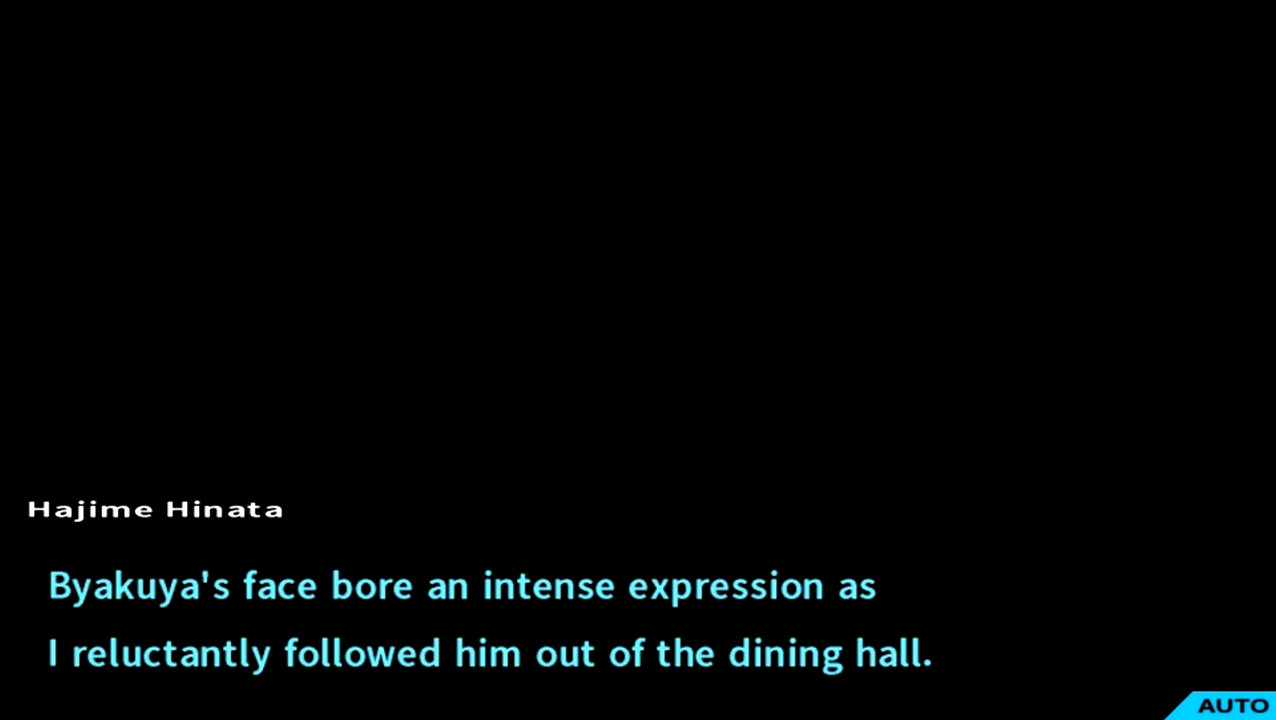 Hajime Hinata
Byakuya's face bore an intense expression as
I reluctantly followed him out of the dining hall.
AUTO